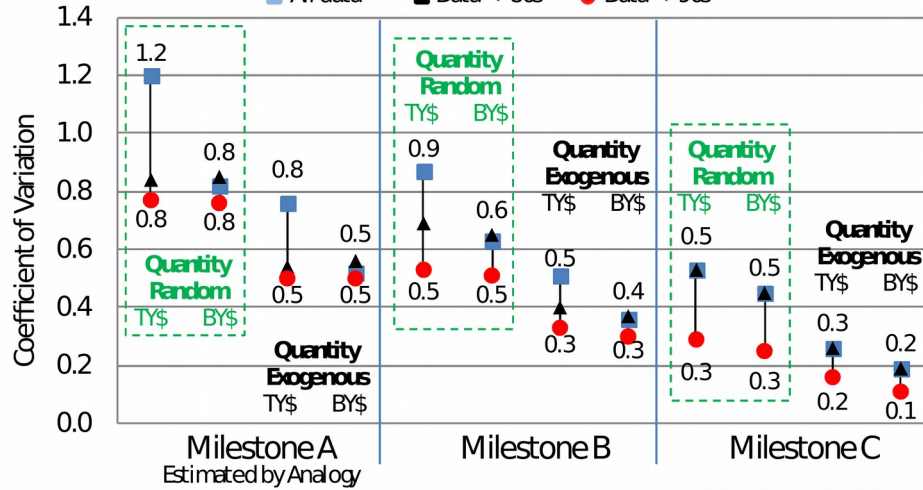 1.4
1.2
1.0
0.8
0.6
0.4
0.2
0.0
Coefficient of Variation
1.2
0.8
0.8
0.8
Quantity
Random
TY$ BY$
0.8
0.5
0.5
0.5
Quantity
Exogenous
TY$ BY$
Milestone A
Estimated by Analogy
Quantity
Random
TY$ BY$
0.9
0.6
0.5
0.5
Quantity
Exogenous
TY$ BY$
0.5
0.4
0.3
0.3
Milestone B
Quantity
Random
TY$ BY$
0.5
0.5
0.3
0.3
Quantity
Exogenous
TY$ BY$
0.3
0.2
0.2
0.1
Milestone C